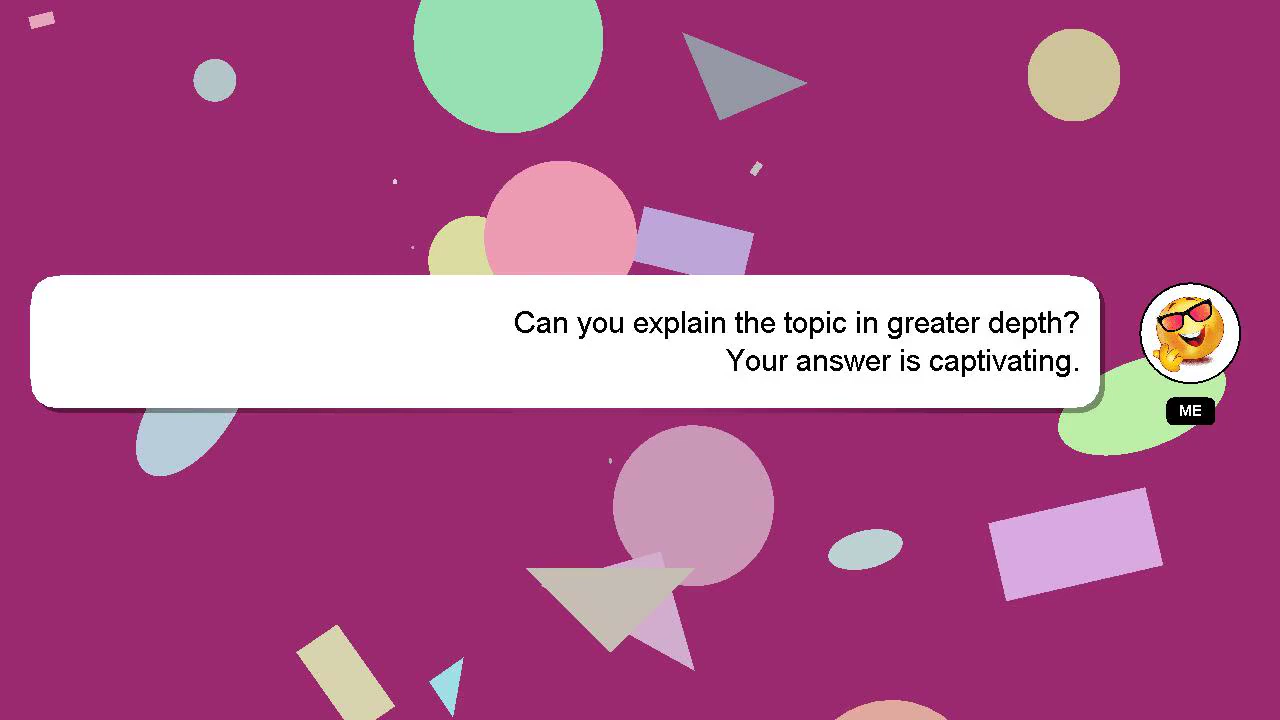 Can you explain the topic in greater depth?
Your answer is captivating.
ME